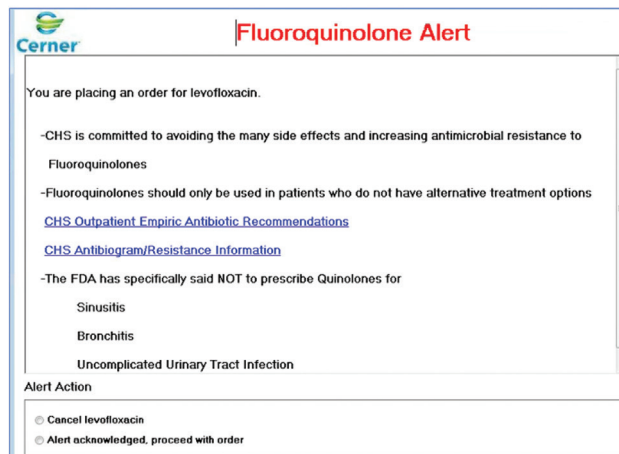 Cerner
Fluoroquinolone Alert
You are placing an order for levofloxacin.
-CHS is committed to avoiding the many side effects and increasing antimicrobial resistance to
Fluoroquinolones
-Fluoroquinolones should only be used in patients who do not have alternative treatment options
CHS Outpatient Empiric Antibiotic Recommendations
CHS Antibiogram/Resistance Information
-The FDA has specifically said NOT to prescribe Quinolones for
Sinusitis
Bronchitis
Uncomplicated Urinary Tract Infection
Alert Action
Cancel levofloxacin
Alert acknowledged, proceed with order